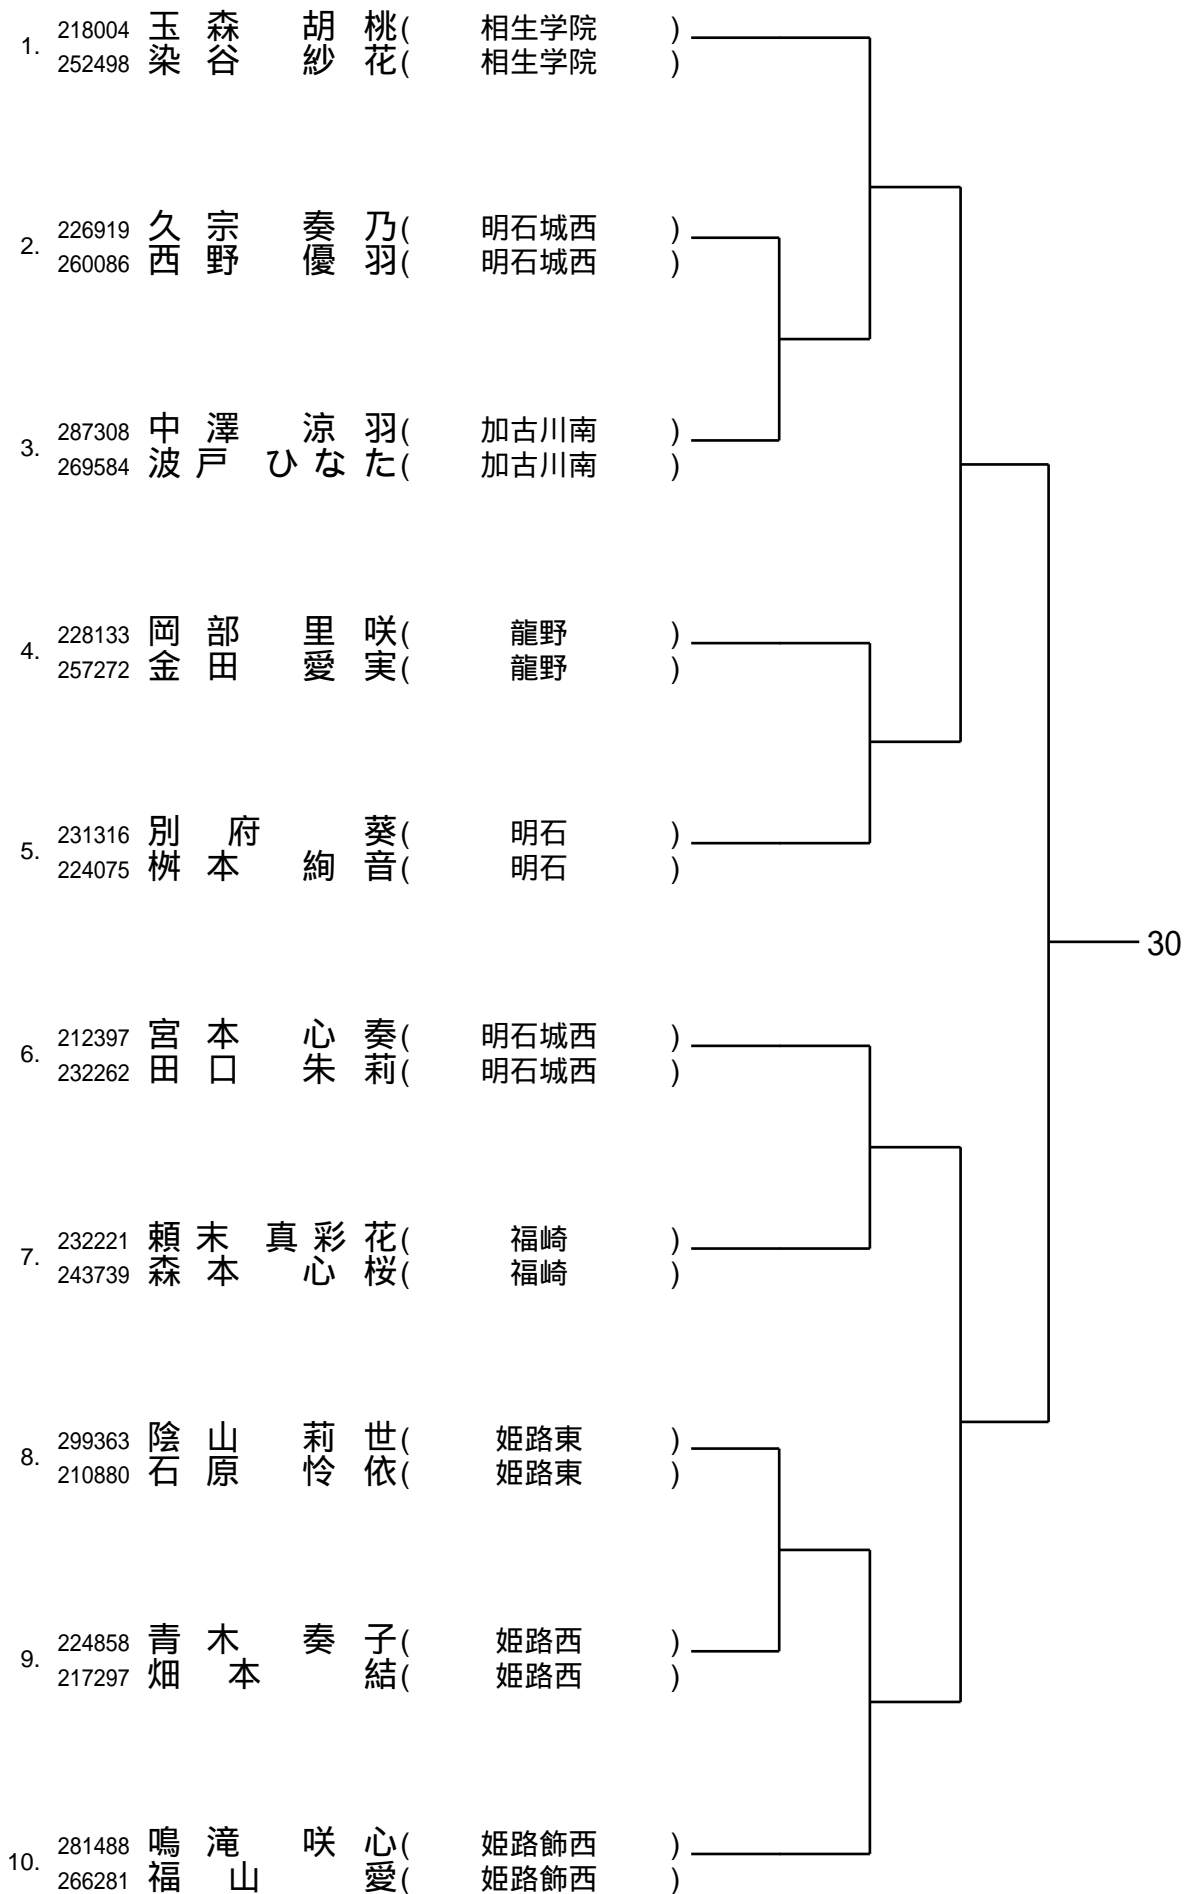 1. 218004 玉森 胡桃( 相生学院 )
252498 染谷 紗花( 相生学院 )
2. 226919 久宗 奏乃( 明石城西 )
260086 西野 優羽( 明石城西 )
3. 287308 中澤 涼羽( 加古川南 )
269584 波戸 ひなた( 加古川南 )
4. 228133 岡部 里咲( 龍野 )
257272 金田 愛実( 龍野 )
5. 231316 別府 葵( 明石 )
224075 桝本 絢音( 明石 )
30
6. 212397 宮本 心奏( 明石城西 )
232262 田口 朱莉( 明石城西 )
7. 232221 頼末 真彩花( 福崎 )
243739 森本 心桜( 福崎 )
8. 299363 陰山 莉世( 姫路東 )
210880 石原 怜依( 姫路東 )
9. 224858 青木 奏子( 姫路西 )
217297 畑本 結( 姫路西 )
10. 281488 鳴滝 咲心( 姫路飾西 )
266281 福山 愛( 姫路飾西 )